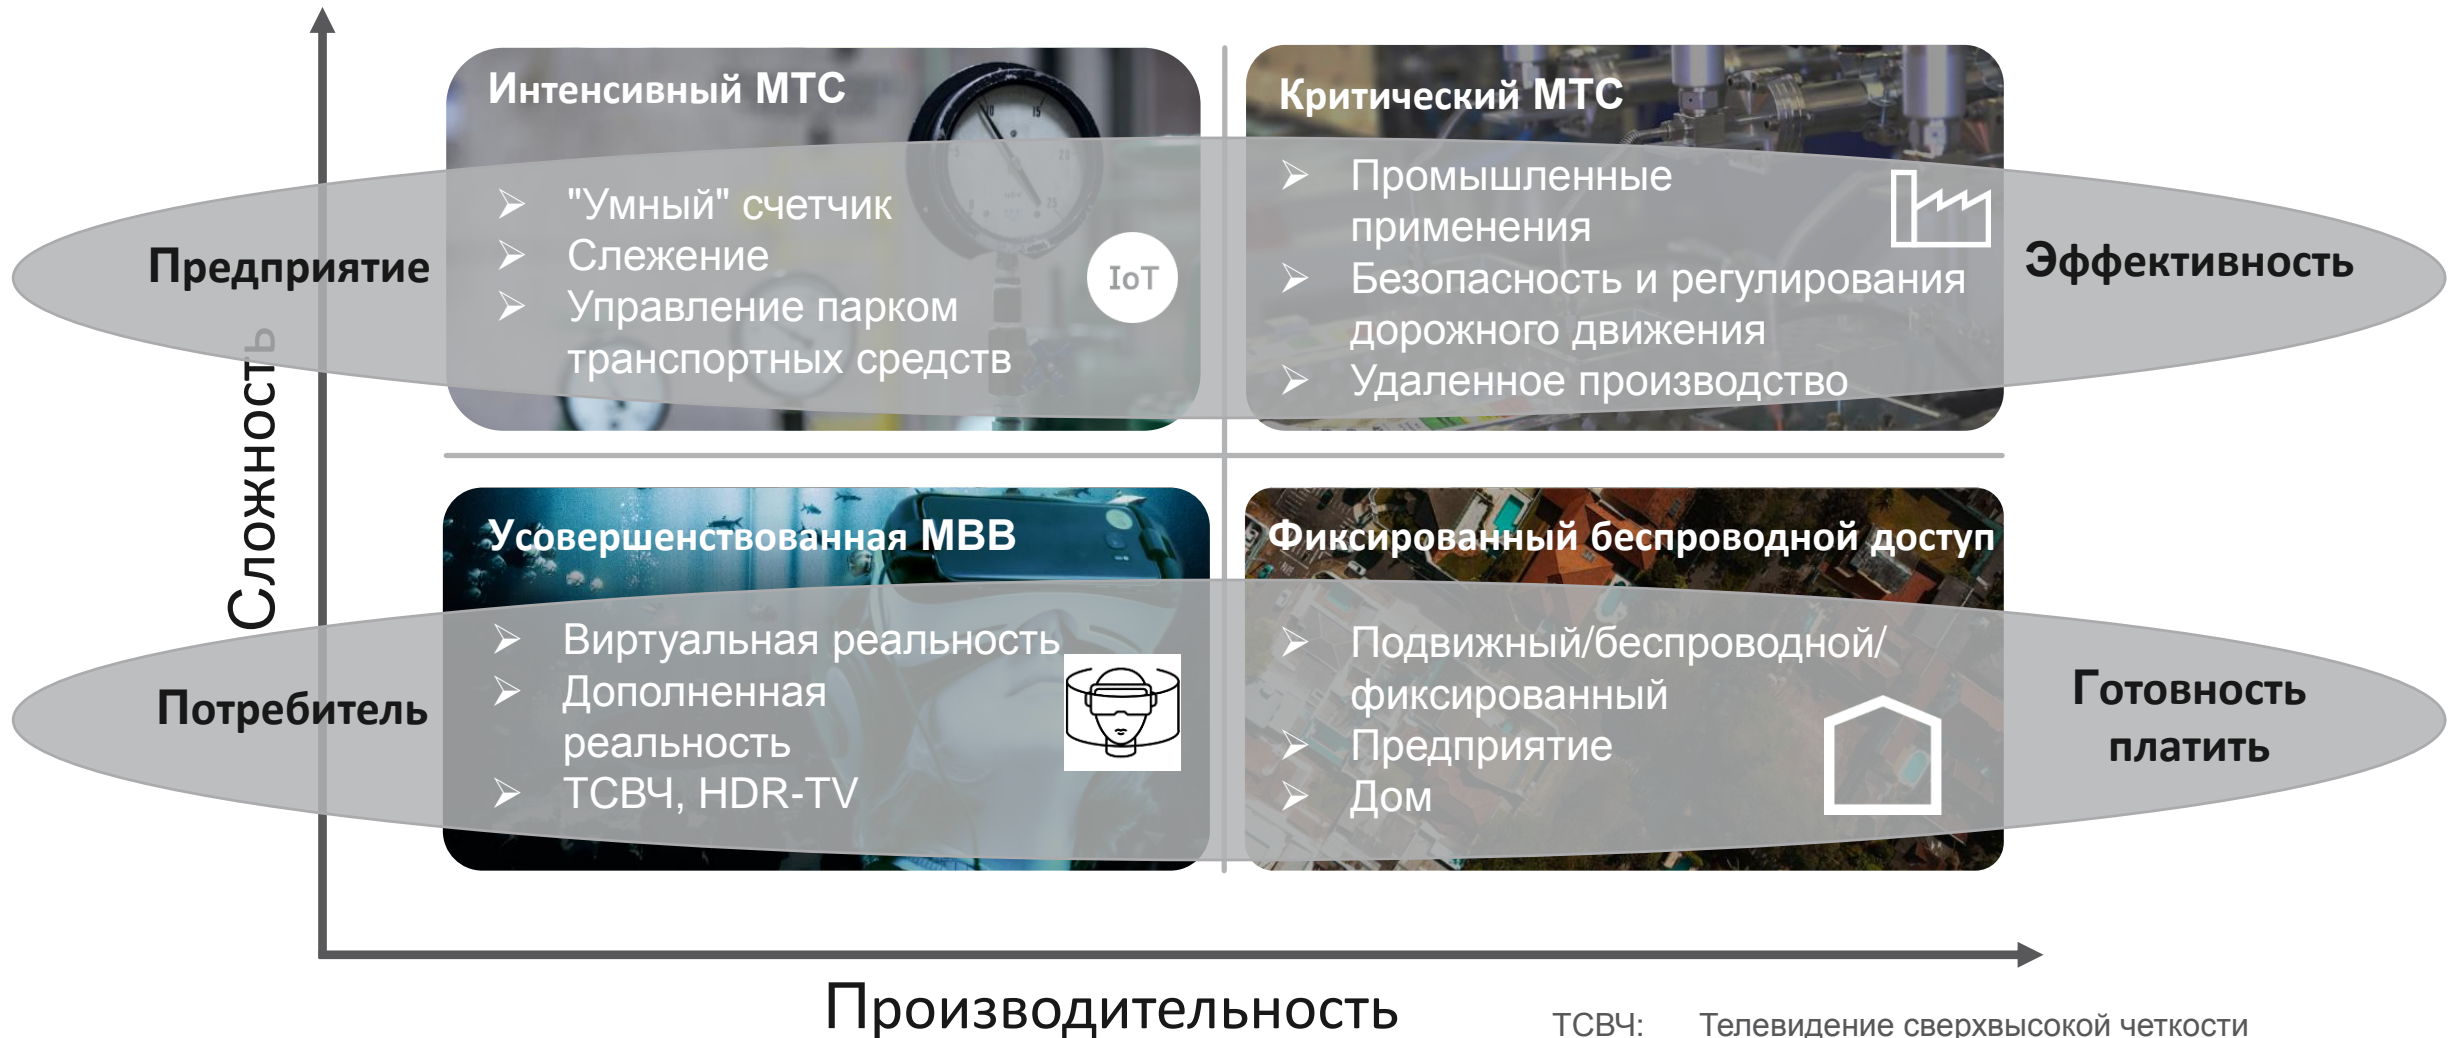 Интенсивный МТС
"Умный" счетчик
Слежение
Управление парком
транспортных средств
IoT
Критический МТС
Промышленные
применения
Безопасность и регулирования
дорожного движения
Удаленное производство
Предприятие
Эффективность
Сложность
Усовершенствованная МВВ
Виртуальная реальность
Дополненная
реальность
ТСВЧ, HDR-TV
Фиксированный беспроводной доступ
Подвижный/беспроводной/
фиксированный
Предприятие
Дом
Потребитель
Готовность
платить
Производительность
ТСВЧ: Телевидение сверхвысокой четкости